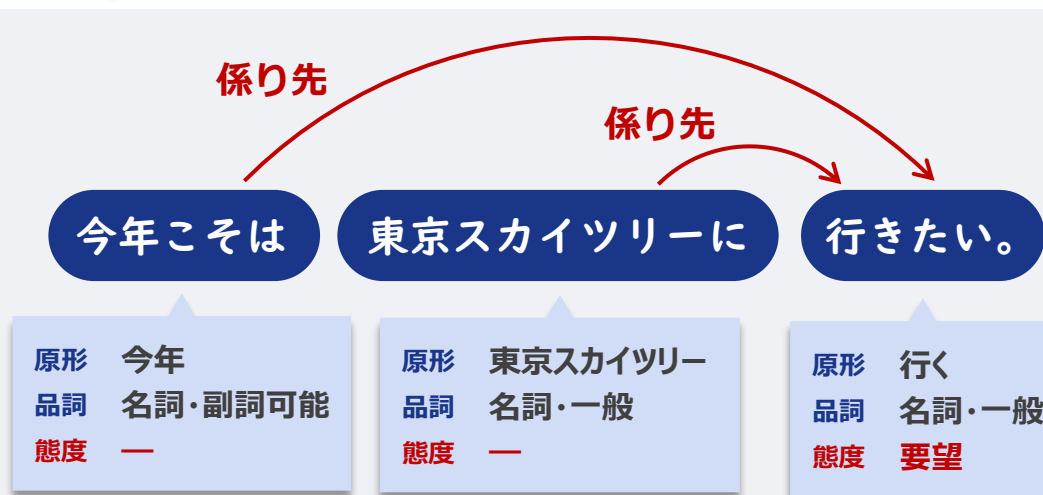 係り先
係り先
今年こそは
東京スカイツリーに
行きたい。
原形 今年
品詞 名詞・副詞可能
態度 ―
原形 東京スカイツリー
品詞 名詞・一般
態度 ―
原形 行く
品詞 名詞・一般
態度 要望